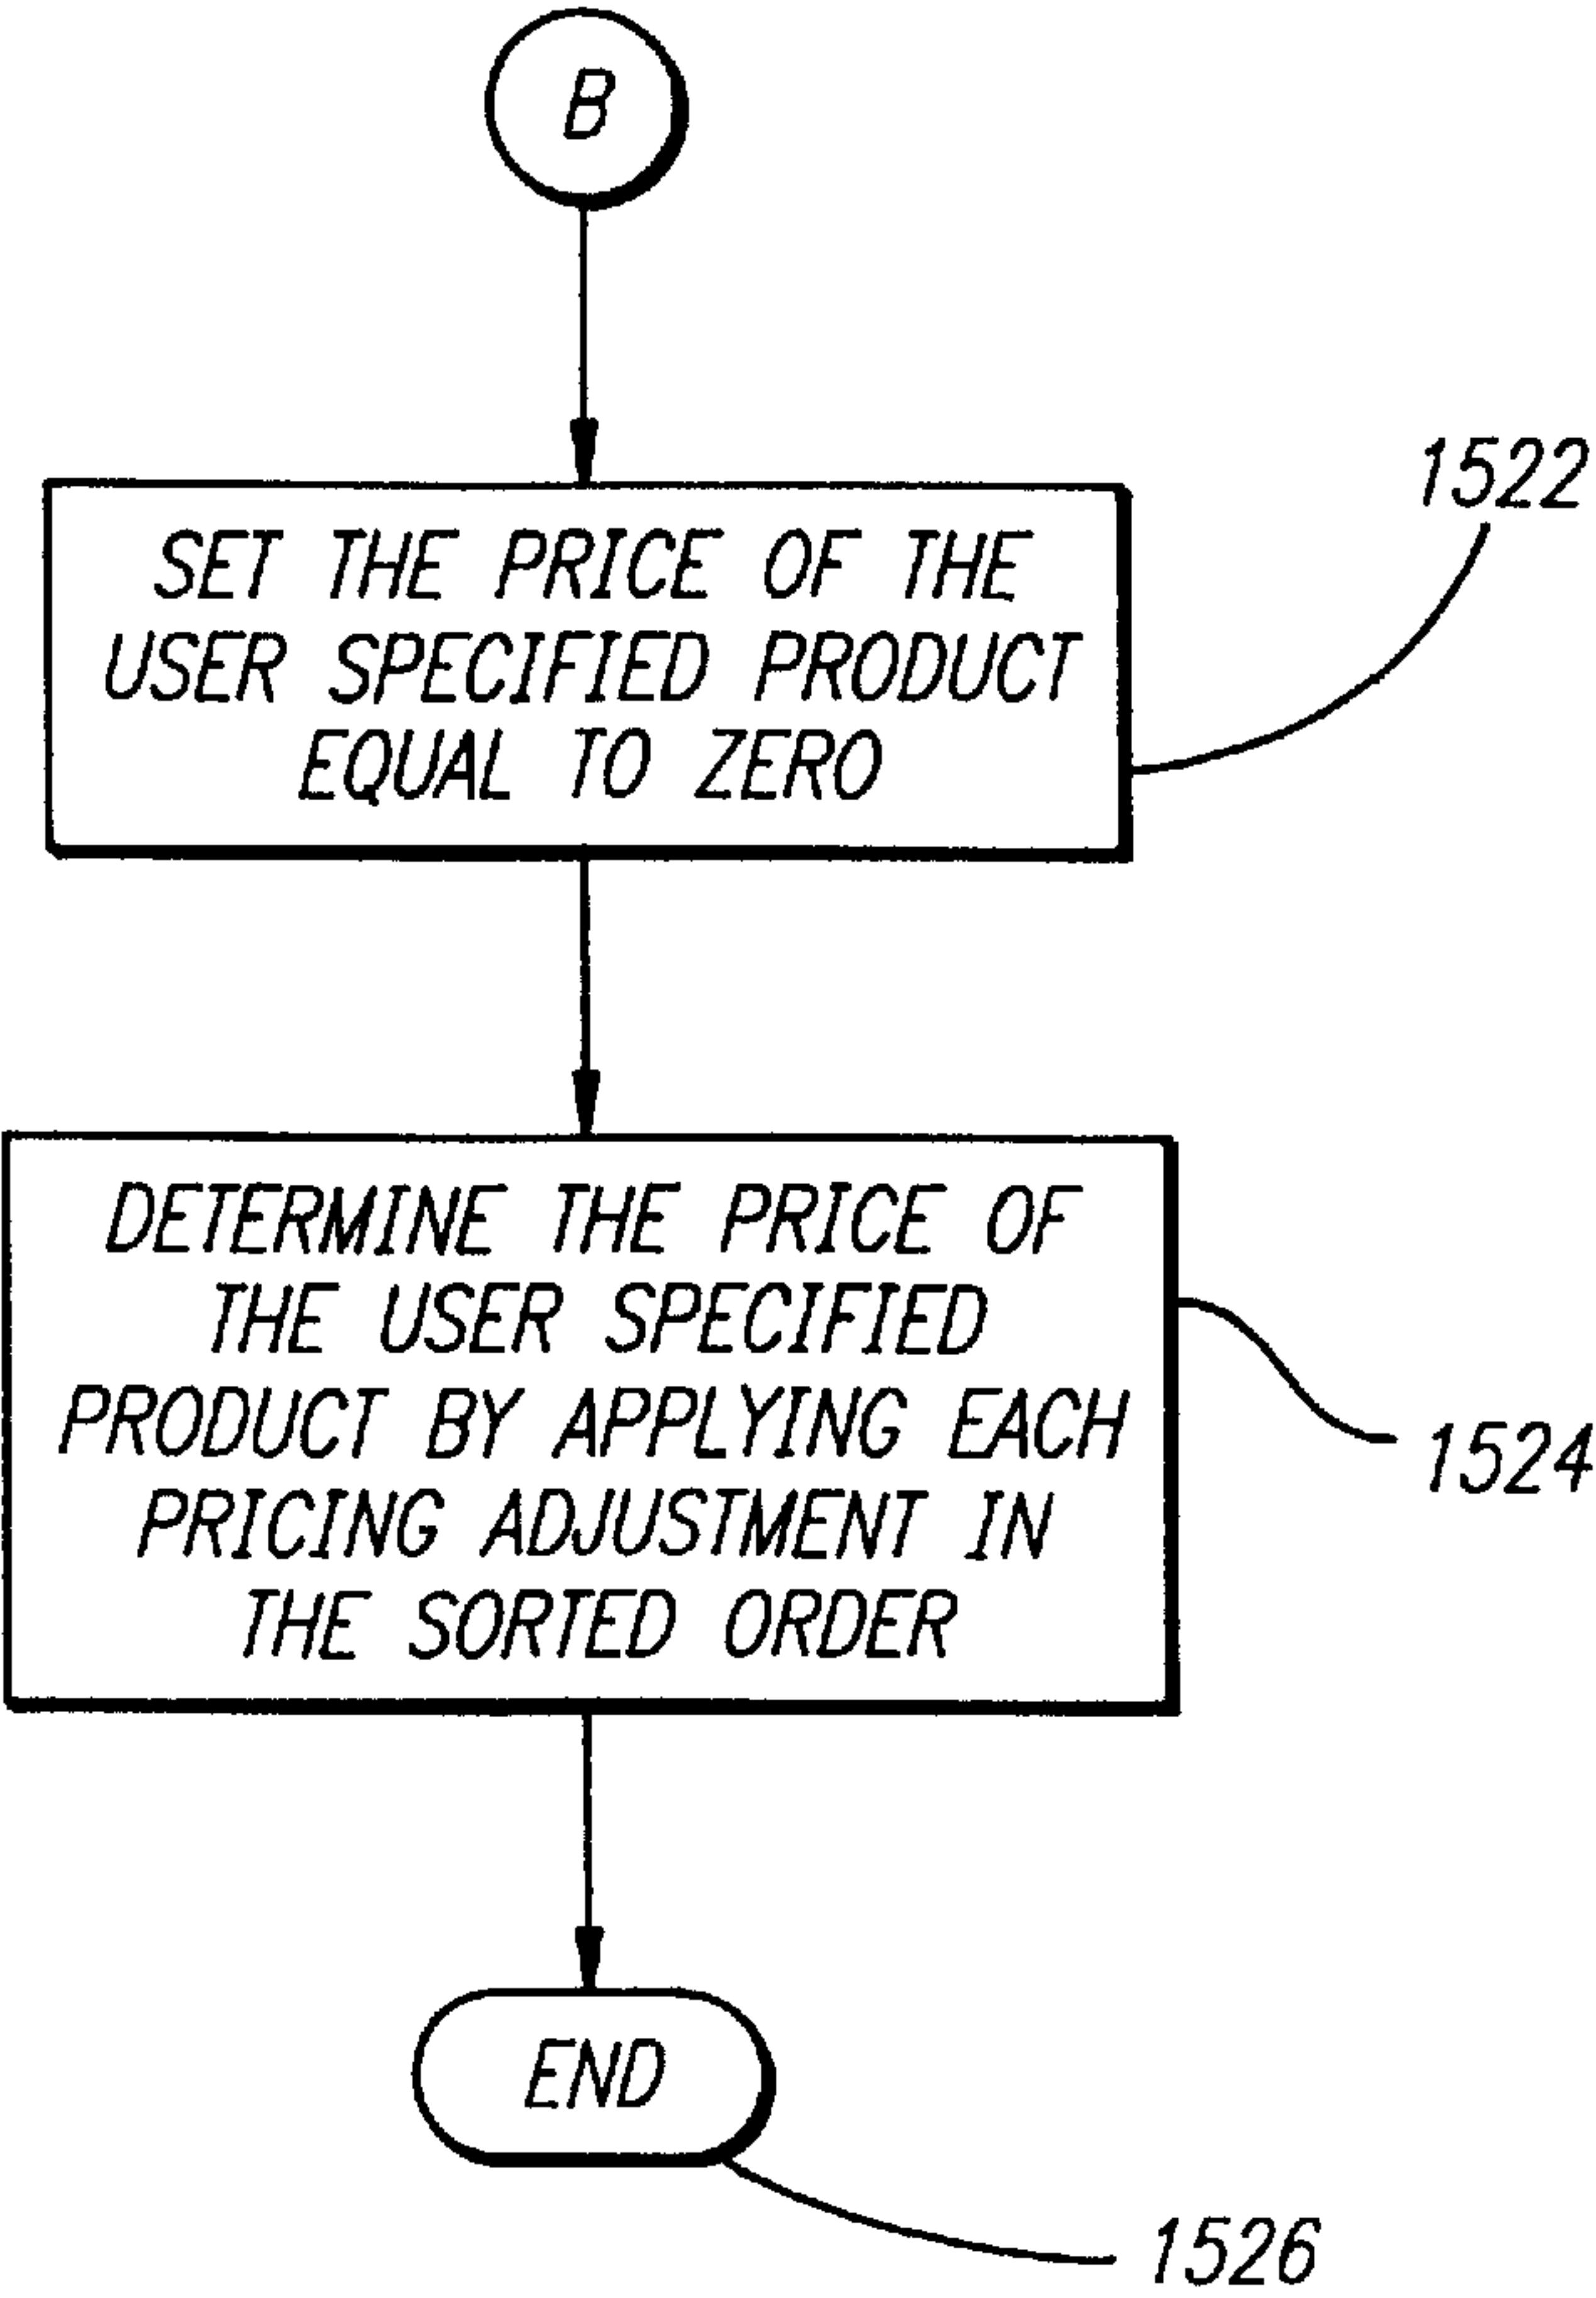 B
1522
SET THE PRICE OF THE
USER SPECIFIED PRODUCT
EQUAL TO ZERO
DETERMINE THE PRICE OF
THE USER SPECIFIED
PRODUCT BY APPLYING EACH
PRICING ADJUSTMENT IN
THE SORTED ORDER
1524
END
1526